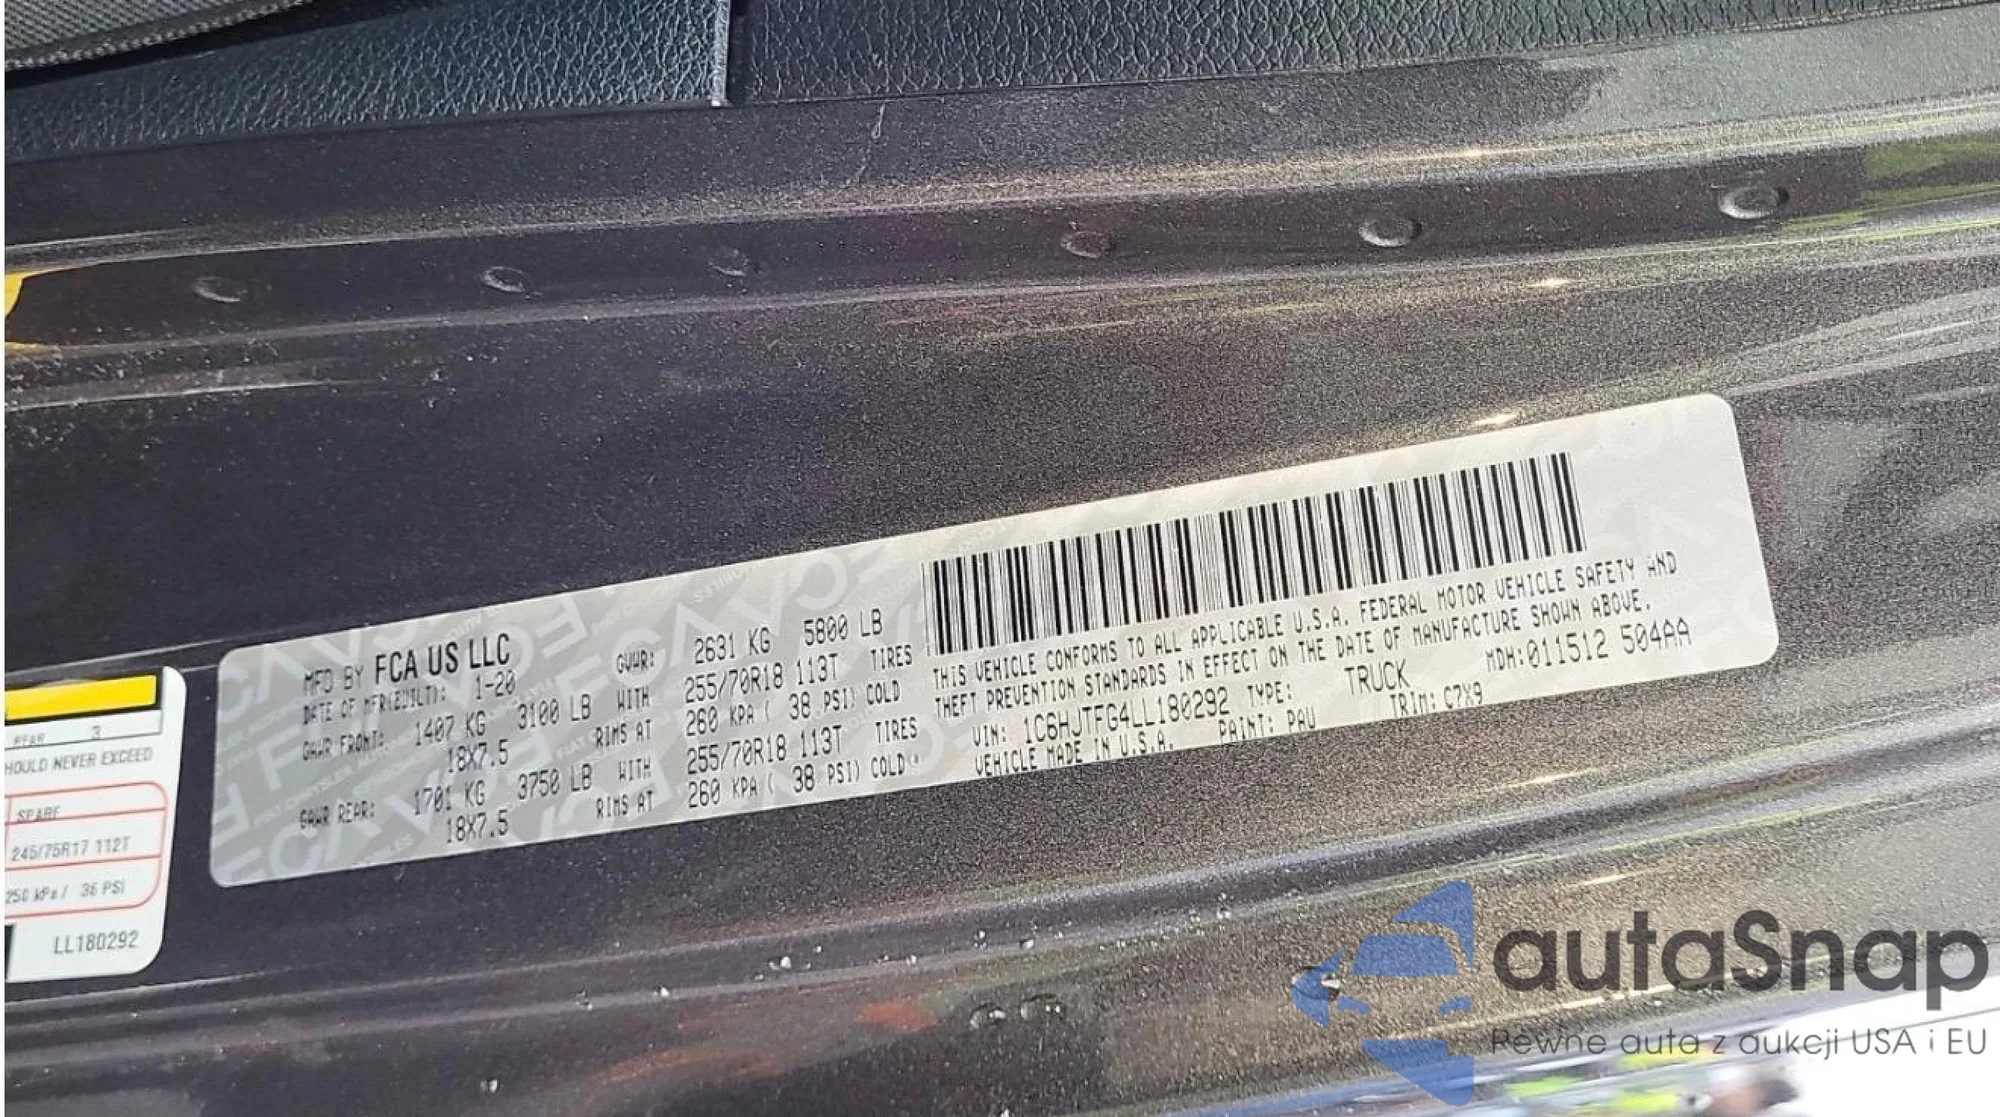 MFD BY FCA US LLC
DATE OF MFR(BUILT): 1-20
GVWR: 2631 KG 5800 LB
GAWR FRONT: 1407 KG 3100 LB WITH 255/70R18 113T TIRES
18X7.5 RIMS AT 260 KPA ( 38 PSI) COLD
GAWR REAR: 1701 KG 3750 LB WITH 255/70R18 113T TIRES
18X7.5 RIMS AT 260 KPA ( 38 PSI) COLD
THIS VEHICLE CONFORMS TO ALL APPLICABLE U.S.A. FEDERAL MOTOR VEHICLE SAFETY AND
THEFT PREVENTION STANDARDS IN EFFECT ON THE DATE OF MANUFACTURE SHOWN ABOVE.
VIN: 1C6HJTFG4LL180292 TYPE: TRUCK MDH:011512 504AA
VEHICLE MADE IN U.S.A. PAINT: PAU TRIM: C7X9
REAR 3
HOULD NEVER EXCEED
SPARE
245/75R17 112T
250 kPa / 36 PSI
LL180292
autaSnap
Pewne auta z aukcji USA i EU